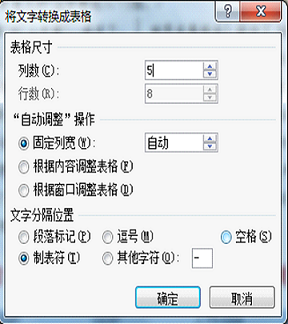 将文字转换成表格
表格尺寸
列数(C): 5
行数(R): 8
“自动调整”操作
固定列宽(W): 自动
根据内容调整表格(F)
根据窗口调整表格(D)
文字分隔位置
段落标记(P) 逗号(M) 空格(S)
制表符(T) 其他字符(O): -
确定 取消